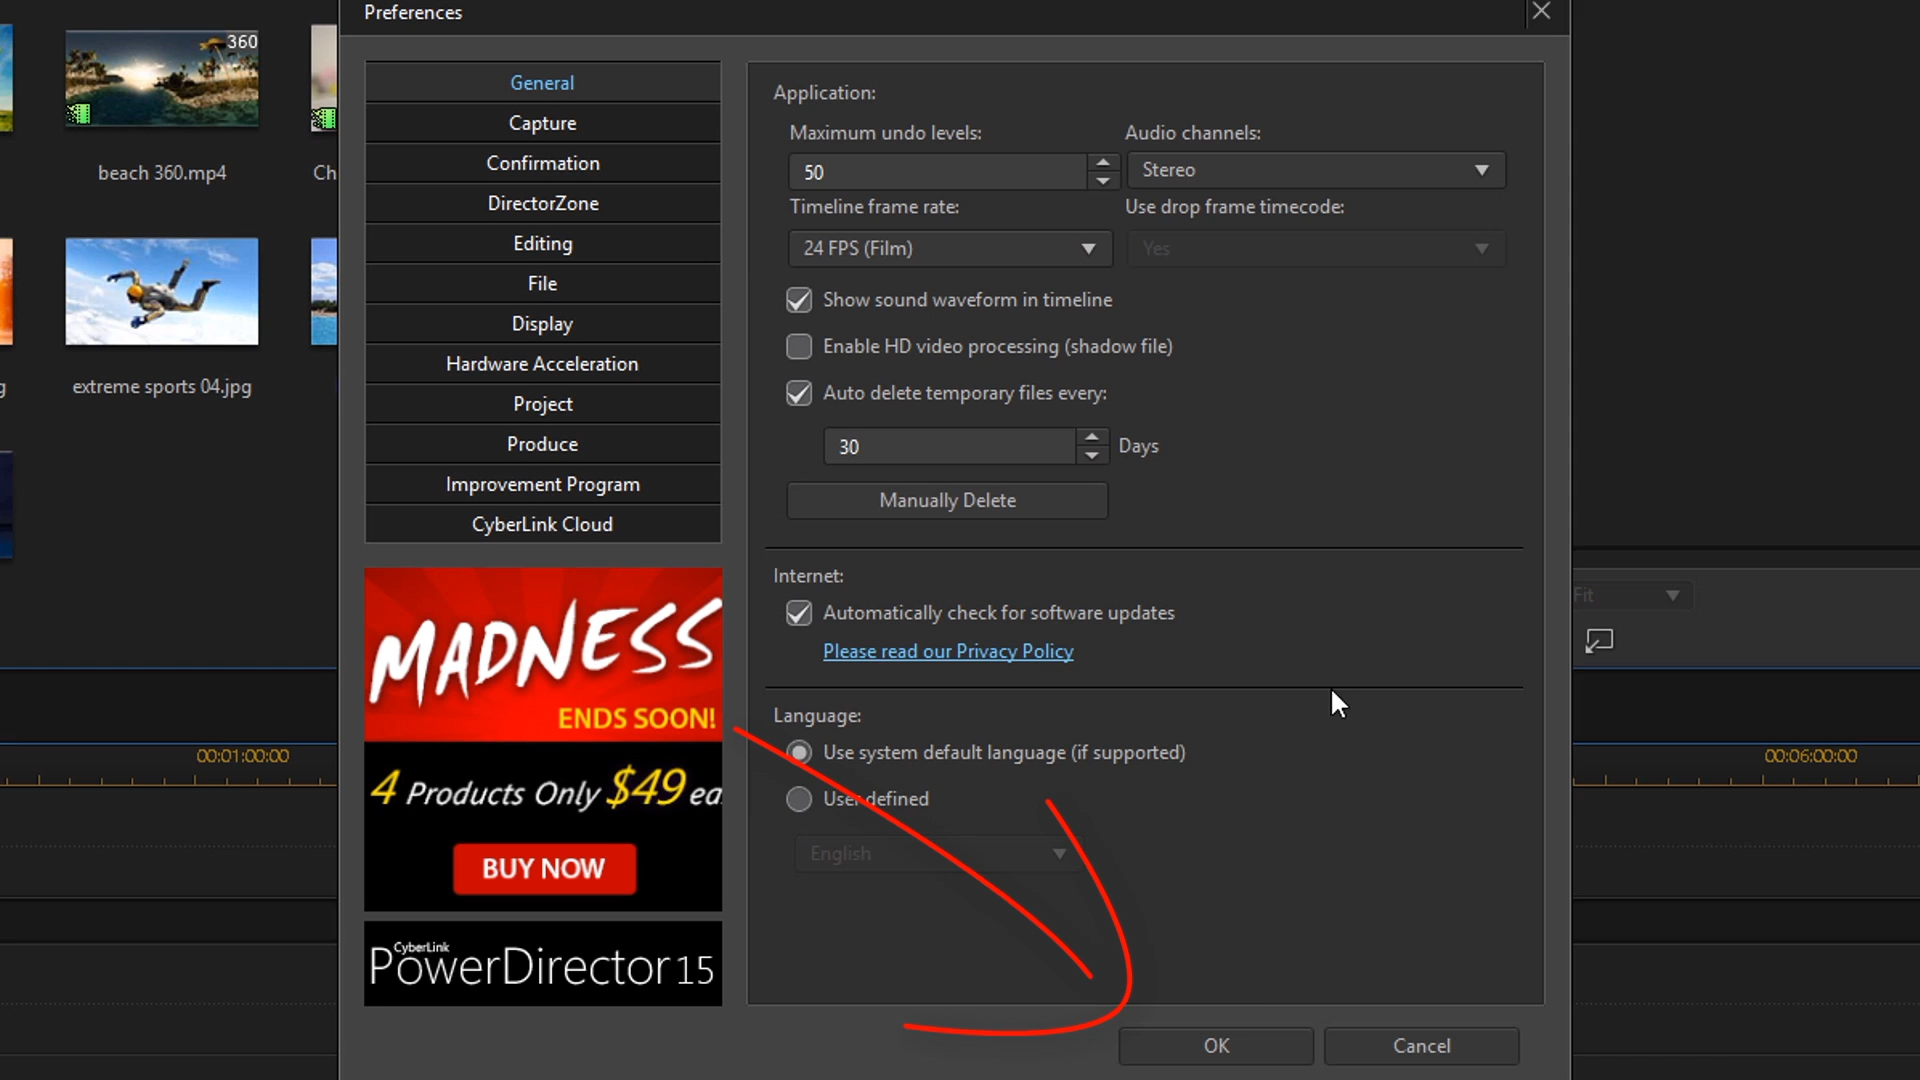 Preferences
360
beach 360.mp4
Ch
extreme sports 04.jpg
g
General
Capture
Confirmation
DirectorZone
Editing
File
Display
Hardware Acceleration
Project
Produce
Improvement Program
CyberLink Cloud
MADNESS
ENDS SOON!
4 Products Only $49 ea
BUY NOW
CyberLink
PowerDirector 15
Application:
Maximum undo levels:
Audio channels:
50
Stereo
Timeline frame rate:
Use drop frame timecode:
24 FPS (Film)
Yes
Show sound waveform in timeline
Enable HD video processing (shadow file)
Auto delete temporary files every:
30
Days
Manually Delete
Internet:
Automatically check for software updates
Please read our Privacy Policy
Language:
Use system default language (if supported)
User defined
English
OK
Cancel
Fit
00:01:00:00
00:06:00:00